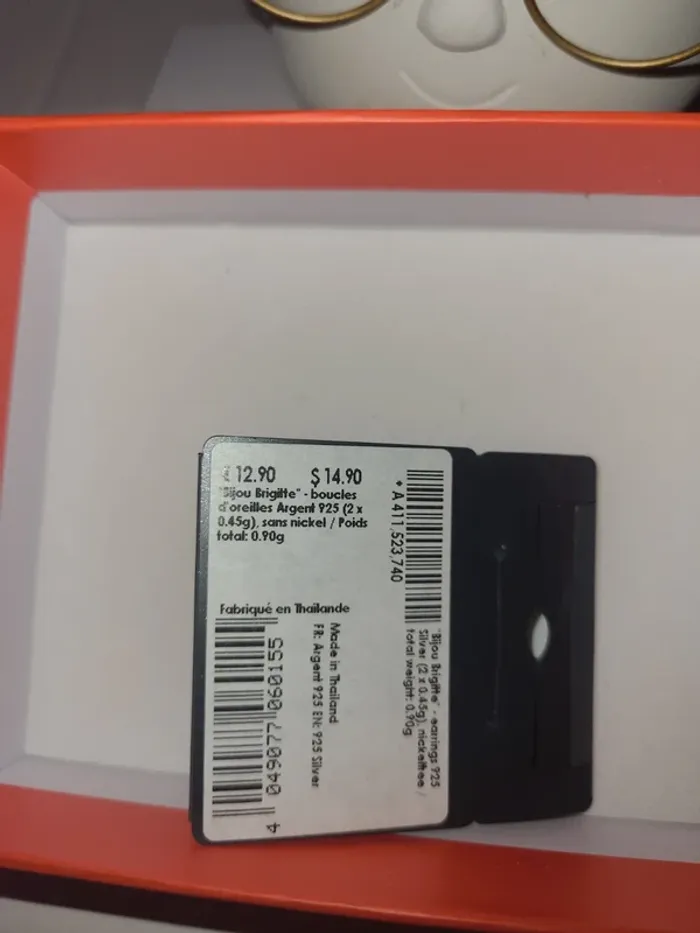 € 12.90 $ 14.90
"Bijou Brigitte" - boucles
d'oreilles Argent 925 (2 x
0.45g), sans nickel / Poids
total: 0.90g
Fabriqué en Thaïlande
* A 411,523,740
"Bijou Brigitte" - earrings 925
Silver (2 x 0.45g), nickelfree /
total weight: 0.90g
Made in Thailand
FR: Argent 925 EN: 925 Silver
4 049077 060155